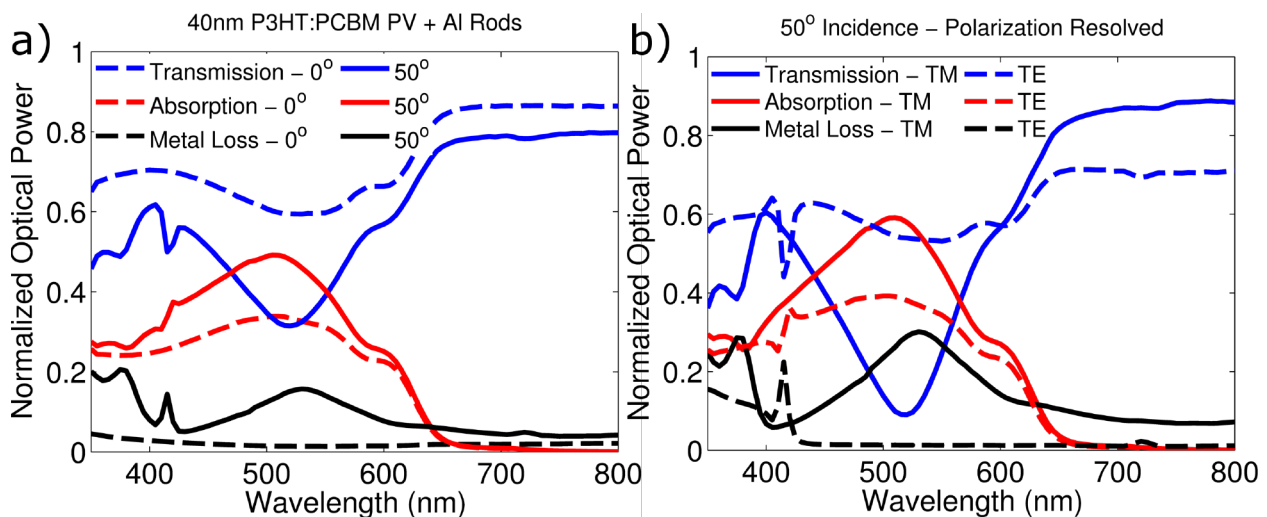 a)
40nm P3HT:PCBM PV + Al Rods
Normalized Optical Power
1
0.8
0.6
0.4
0.2
0
Transmission – 0° 50°
Absorption – 0° 50°
Metal Loss – 0° 50°
400 500 600 700 800
Wavelength (nm)
b)
50° Incidence – Polarization Resolved
Normalized Optical Power
1
0.8
0.6
0.4
0.2
0
Transmission – TM TE
Absorption – TM TE
Metal Loss – TM TE
400 500 600 700 800
Wavelength (nm)